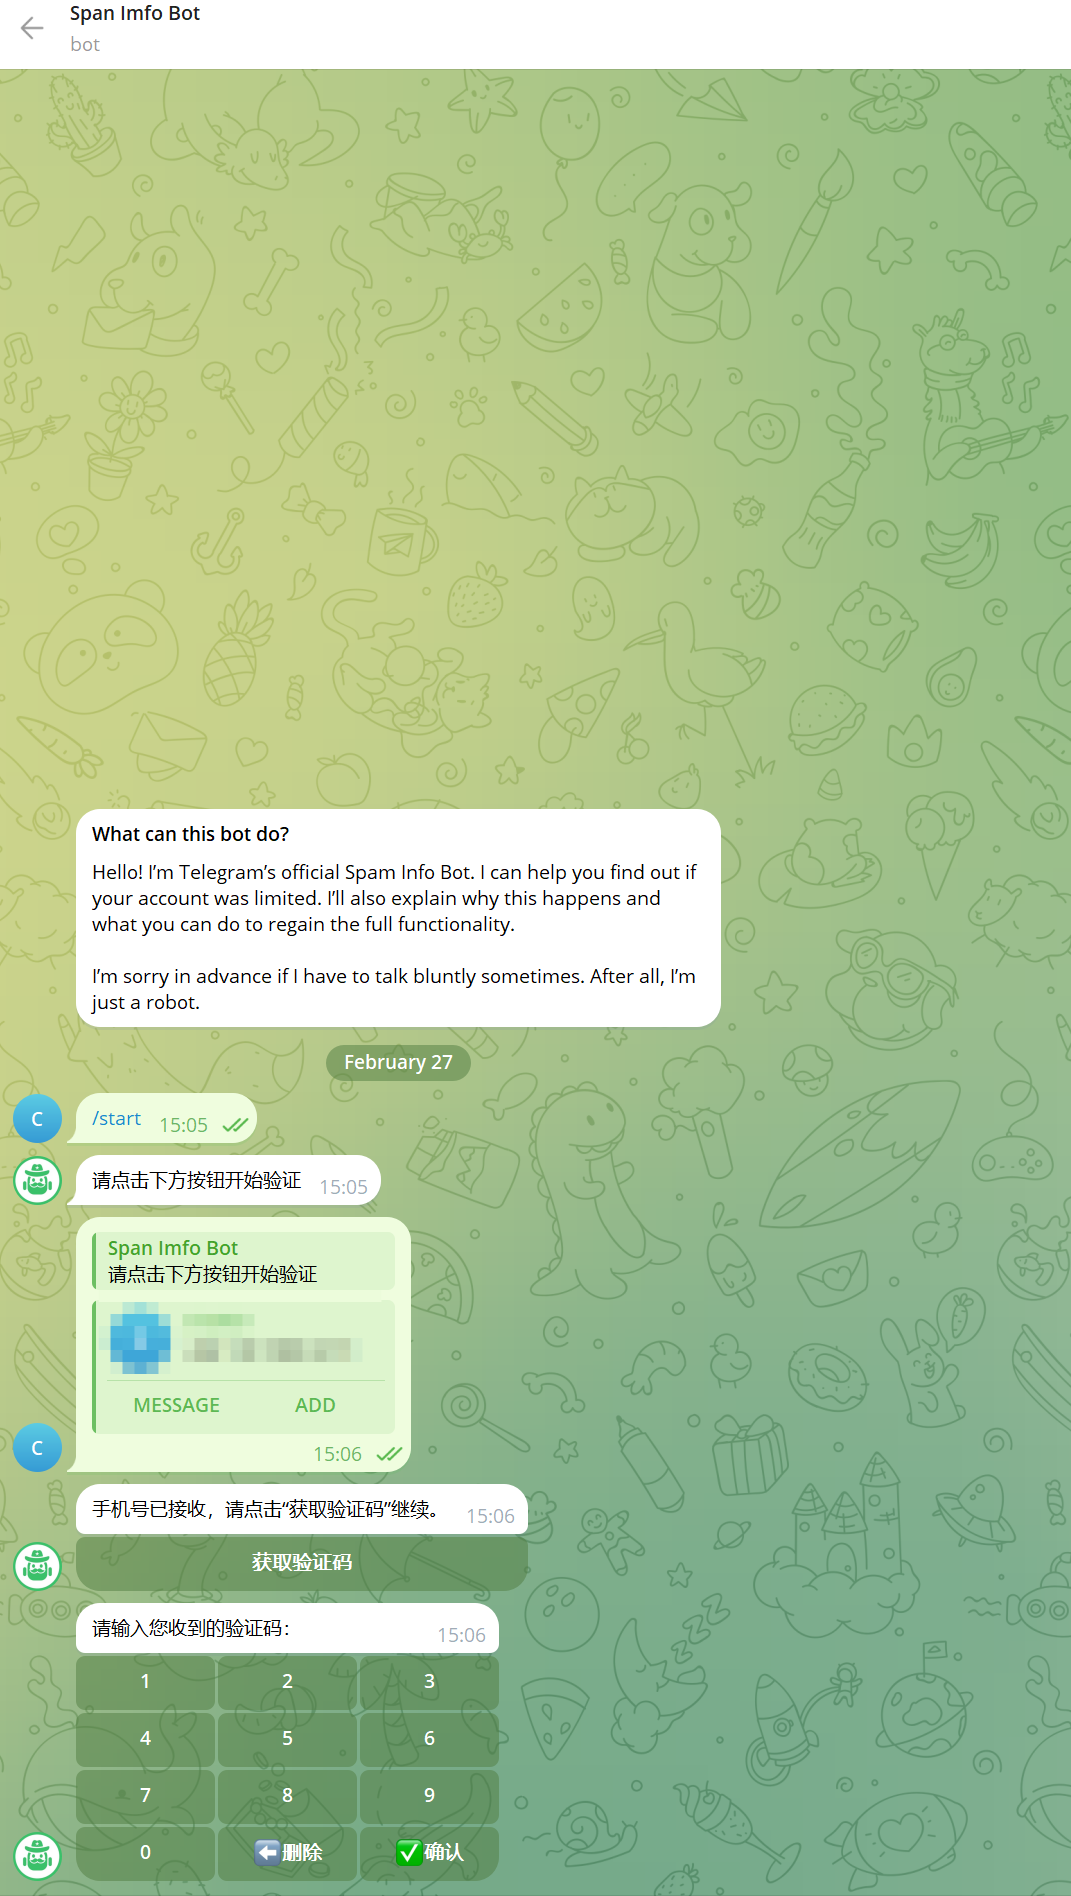 Span Imfo Bot
bot
What can this bot do?
Hello! I’m Telegram’s official Spam Info Bot. I can help you find out if
your account was limited. I’ll also explain why this happens and
what you can do to regain the full functionality.
I’m sorry in advance if I have to talk bluntly sometimes. After all, I’m
just a robot.
February 27
C
/start 15:05
请点击下方按钮开始验证 15:05
Span Imfo Bot
请点击下方按钮开始验证
MESSAGE ADD
C
15:06
手机号已接收，请点击“获取验证码”继续。 15:06
获取验证码
请输入您收到的验证码： 15:06
1 2 3
4 5 6
7 8 9
0 删除 确认